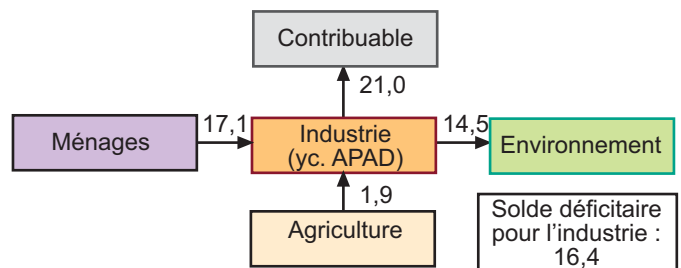 Contribuable
21,0
Ménages
17,1
Industrie
(yc. APAD)
14,5
Environnement
1,9
Agriculture
Solde déficitaire
pour l'industrie :
16,4